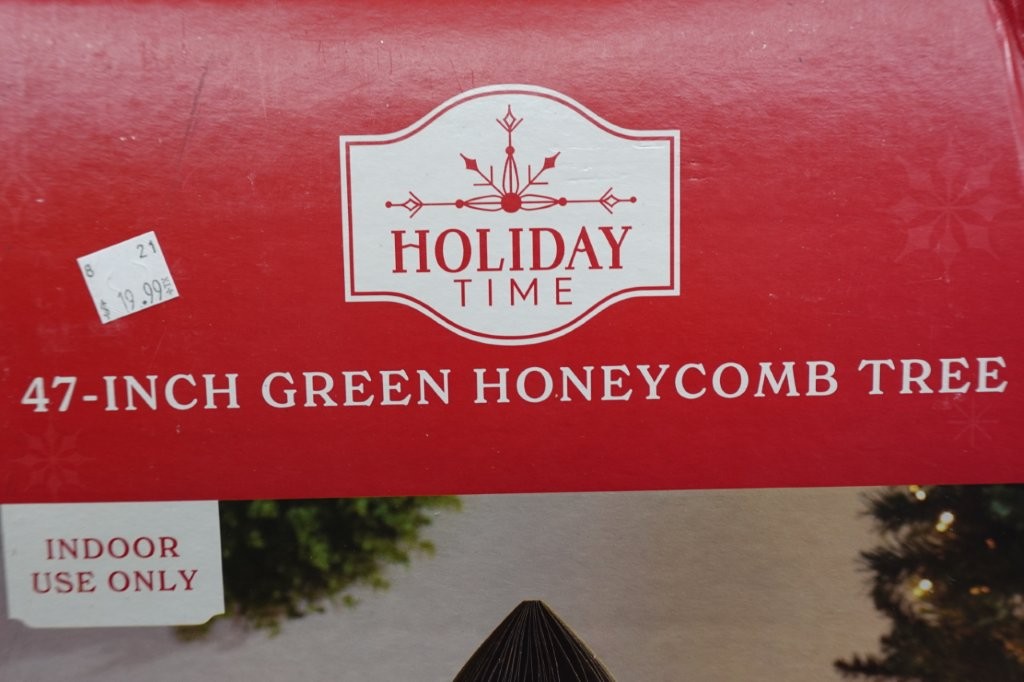 HOLIDAY
TIME
8 21
$ 19.99
47-INCH GREEN HONEYCOMB TREE
INDOOR
USE ONLY